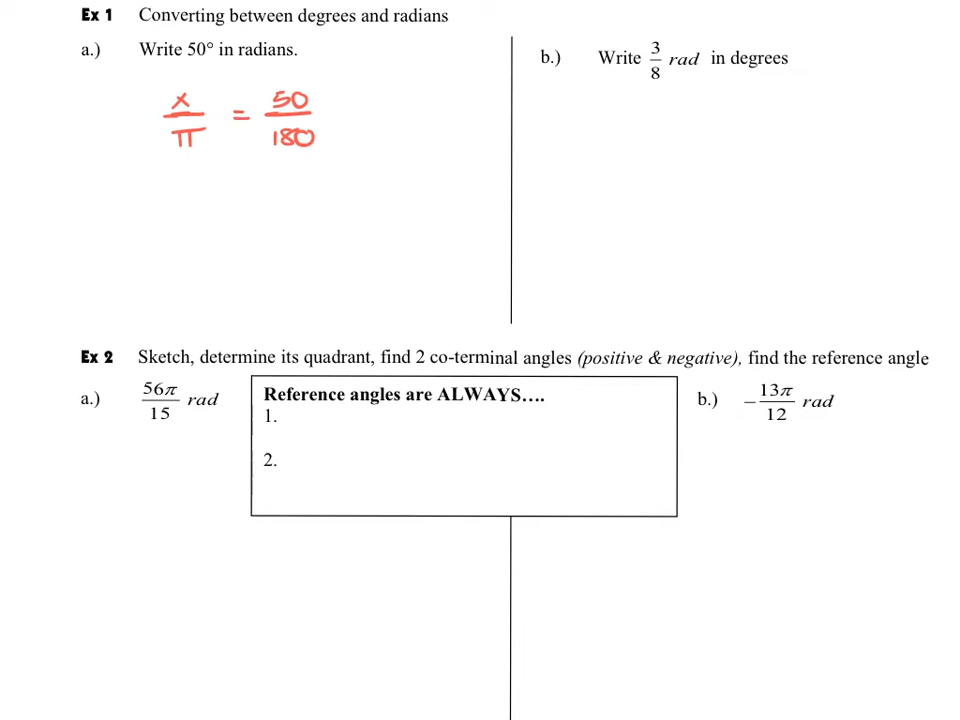 Ex 1 Converting between degrees and radians
a.) Write 50° in radians.
x/π = 50/180
b.) Write 3/8 rad in degrees
Ex 2 Sketch, determine its quadrant, find 2 co-terminal angles (positive & negative), find the reference angle
a.) 56π/15 rad
Reference angles are ALWAYS….
1.
2.
b.) −13π/12 rad